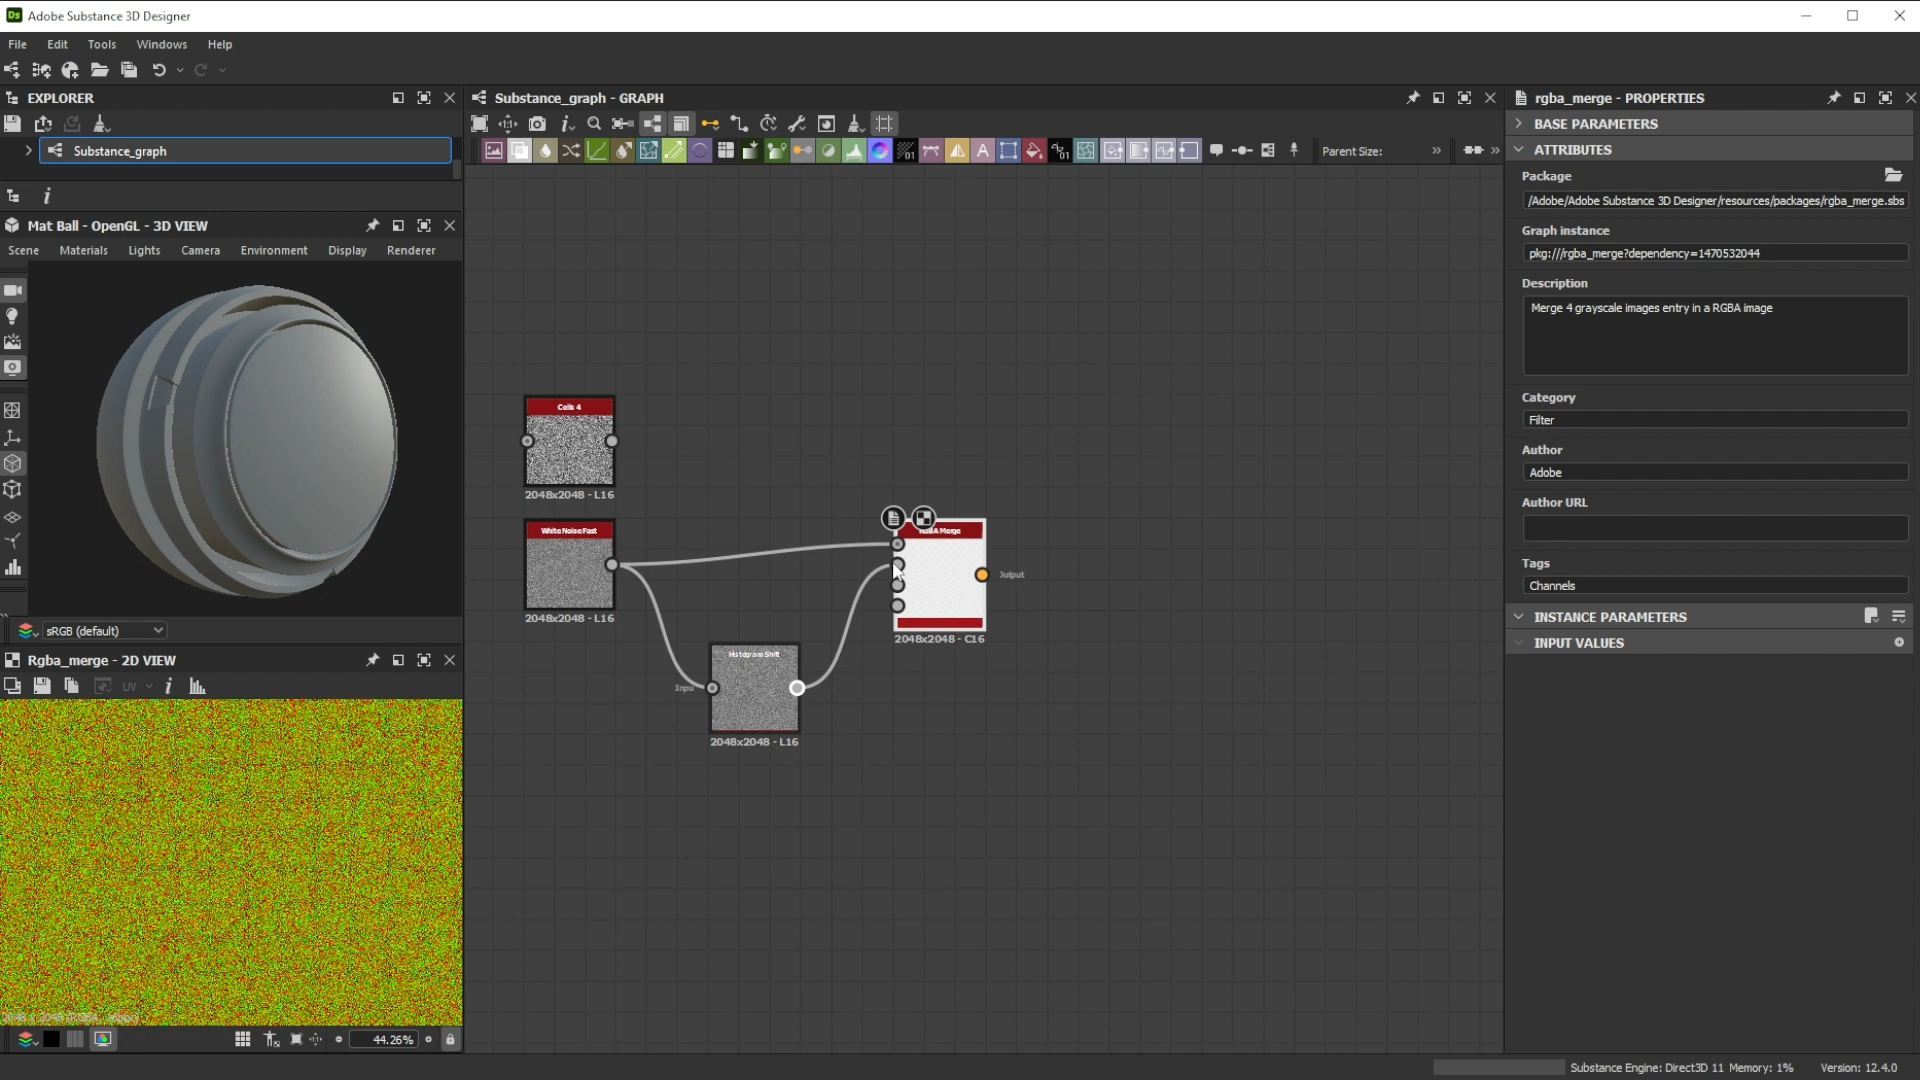 Adobe Substance 3D Designer
File Edit Tools Windows Help
EXPLORER
Substance_graph
Mat Ball - OpenGL - 3D VIEW
Scene Materials Lights Camera Environment Display Renderer
sRGB (default)
Rgba_merge - 2D VIEW
UV
44.26%
Substance_graph - GRAPH
Parent Size:
Cells 4
2048x2048 - L16
White Noise Fast
2048x2048 - L16
Histogram Shift
Inpu
2048x2048 - L16
RGBA Merge
Output
2048x2048 - C16
rgba_merge - PROPERTIES
BASE PARAMETERS
ATTRIBUTES
Package
/Adobe/Adobe Substance 3D Designer/resources/packages/rgba_merge.sbs
Graph instance
pkg:///rgba_merge?dependency=1470532044
Description
Merge 4 grayscale images entry in a RGBA image
Category
Filter
Author
Adobe
Author URL
Tags
Channels
INSTANCE PARAMETERS
INPUT VALUES
Substance Engine: Direct3D 11 Memory: 1% Version: 12.4.0